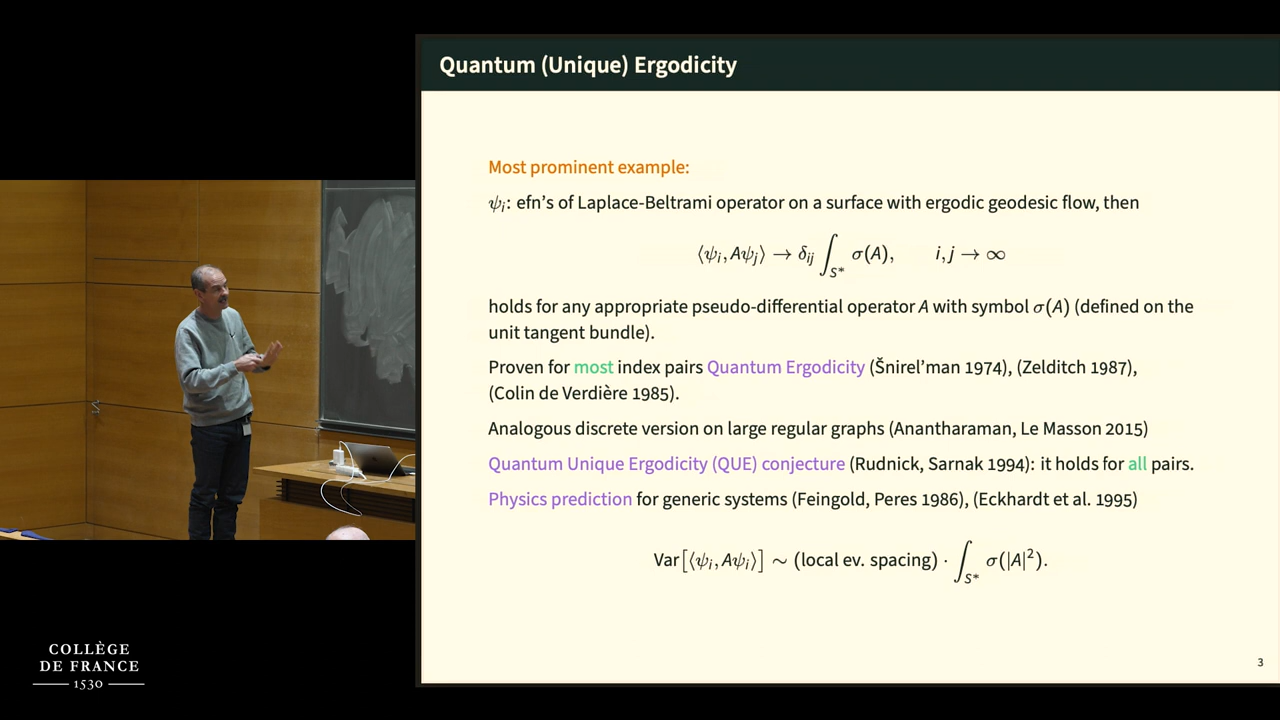 Quantum (Unique) Ergodicity
Most prominent example:
ψᵢ: efn's of Laplace-Beltrami operator on a surface with ergodic geodesic flow, then
⟨ψᵢ, Aψⱼ⟩ → δᵢⱼ ∫_{S*} σ(A), i, j → ∞
holds for any appropriate pseudo-differential operator A with symbol σ(A) (defined on the
unit tangent bundle).
Proven for most index pairs Quantum Ergodicity (Šnirel'man 1974), (Zelditch 1987),
(Colin de Verdière 1985).
Analogous discrete version on large regular graphs (Anantharaman, Le Masson 2015)
Quantum Unique Ergodicity (QUE) conjecture (Rudnick, Sarnak 1994): it holds for all pairs.
Physics prediction for generic systems (Feingold, Peres 1986), (Eckhardt et al. 1995)
Var[⟨ψᵢ, Aψᵢ⟩] ∼ (local ev. spacing) · ∫_{S*} σ(|A|²).
3
COLLÈGE
DE FRANCE
1530